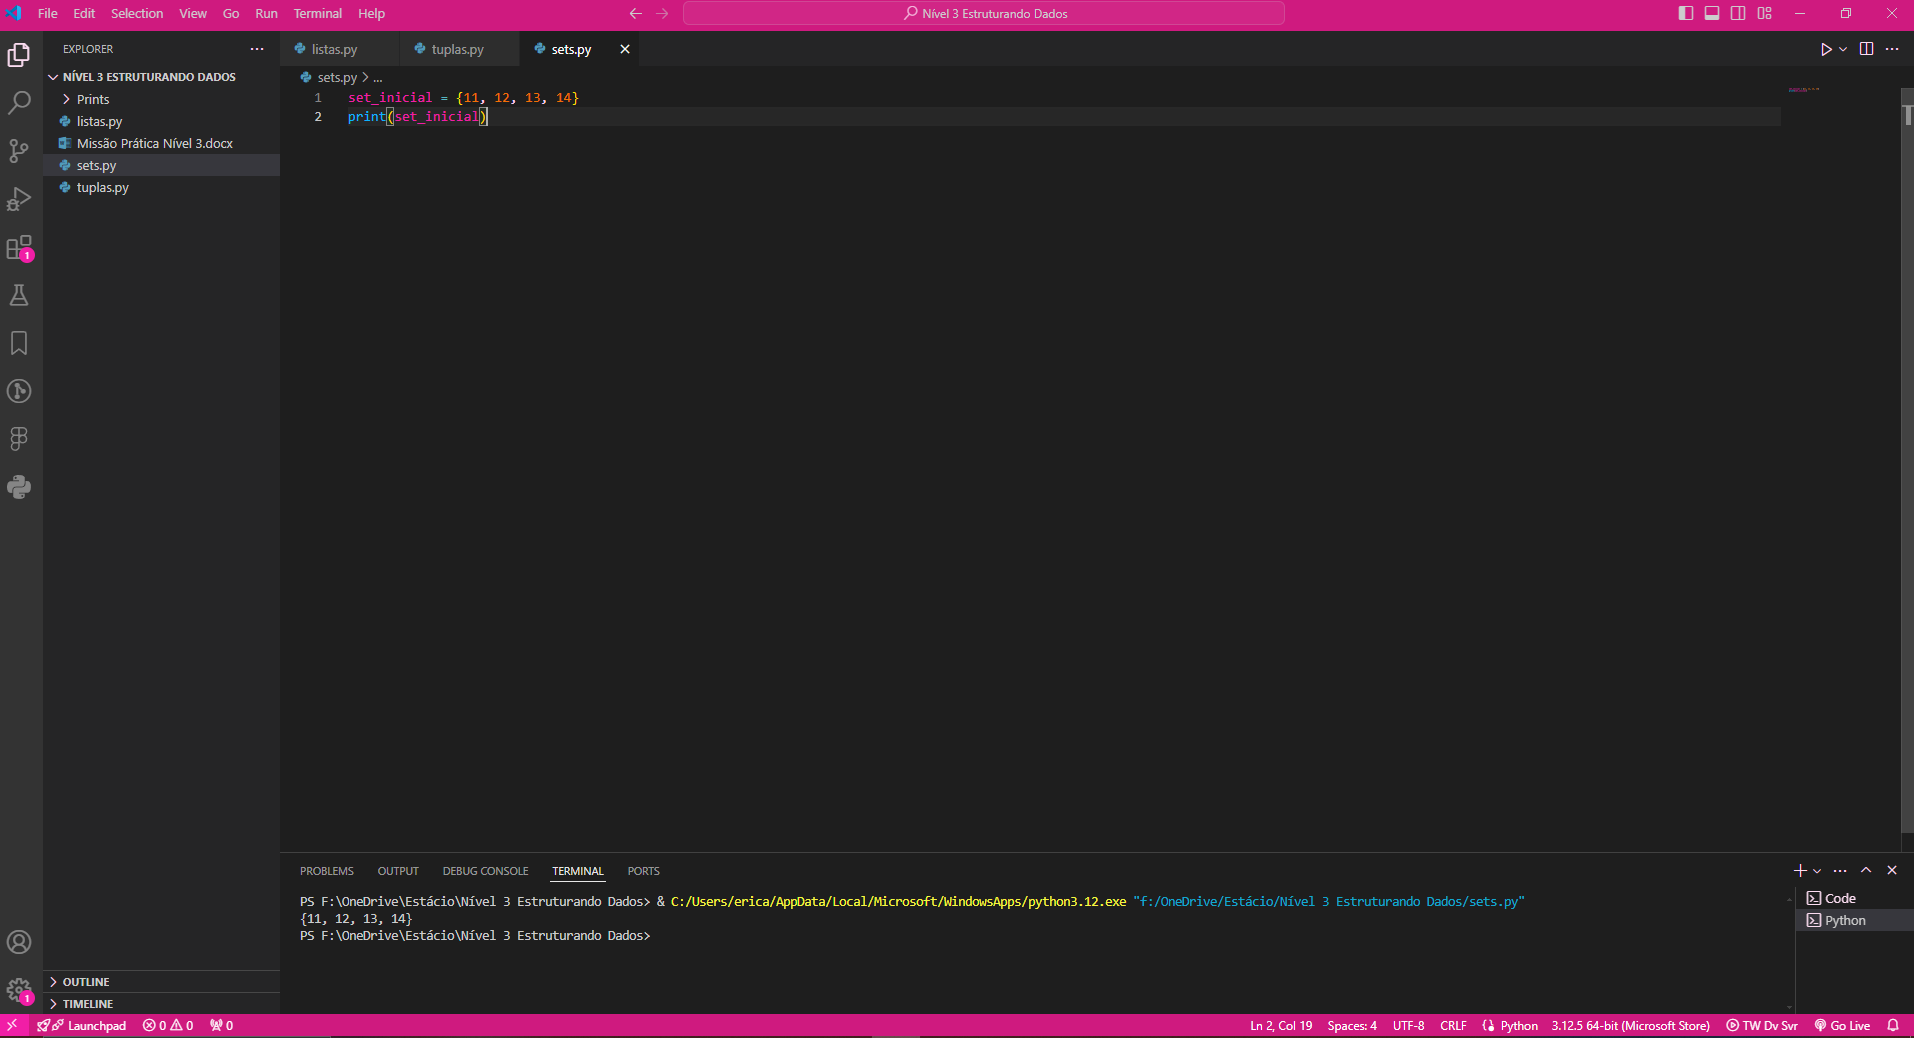 File Edit Selection View Go Run Terminal Help
Nível 3 Estruturando Dados
EXPLORER
NÍVEL 3 ESTRUTURANDO DADOS
Prints
listas.py
Missão Prática Nível 3.docx
sets.py
tuplas.py
listas.py tuplas.py sets.py
sets.py > ...
1 set_inicial = {11, 12, 13, 14}
2 print(set_inicial)
PROBLEMS OUTPUT DEBUG CONSOLE TERMINAL PORTS
PS F:\OneDrive\Estácio\Nível 3 Estruturando Dados> & C:/Users/erica/AppData/Local/Microsoft/WindowsApps/python3.12.exe "f:/OneDrive/Estácio/Nível 3 Estruturando Dados/sets.py"
{11, 12, 13, 14}
PS F:\OneDrive\Estácio\Nível 3 Estruturando Dados>
Code
Python
1
OUTLINE
TIMELINE
1
Launchpad 0 0 0
Ln 2, Col 19 Spaces: 4 UTF-8 CRLF Python 3.12.5 64-bit (Microsoft Store) TW Dv Svr Go Live